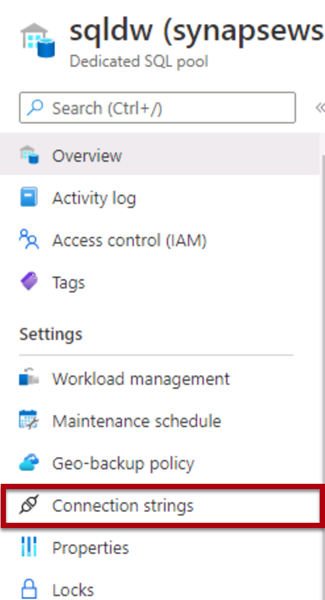 sqldw (synapsews
Dedicated SQL pool
Search (Ctrl+/)
Overview
Activity log
Access control (IAM)
Tags
Settings
Workload management
Maintenance schedule
Geo-backup policy
Connection strings
Properties
Locks